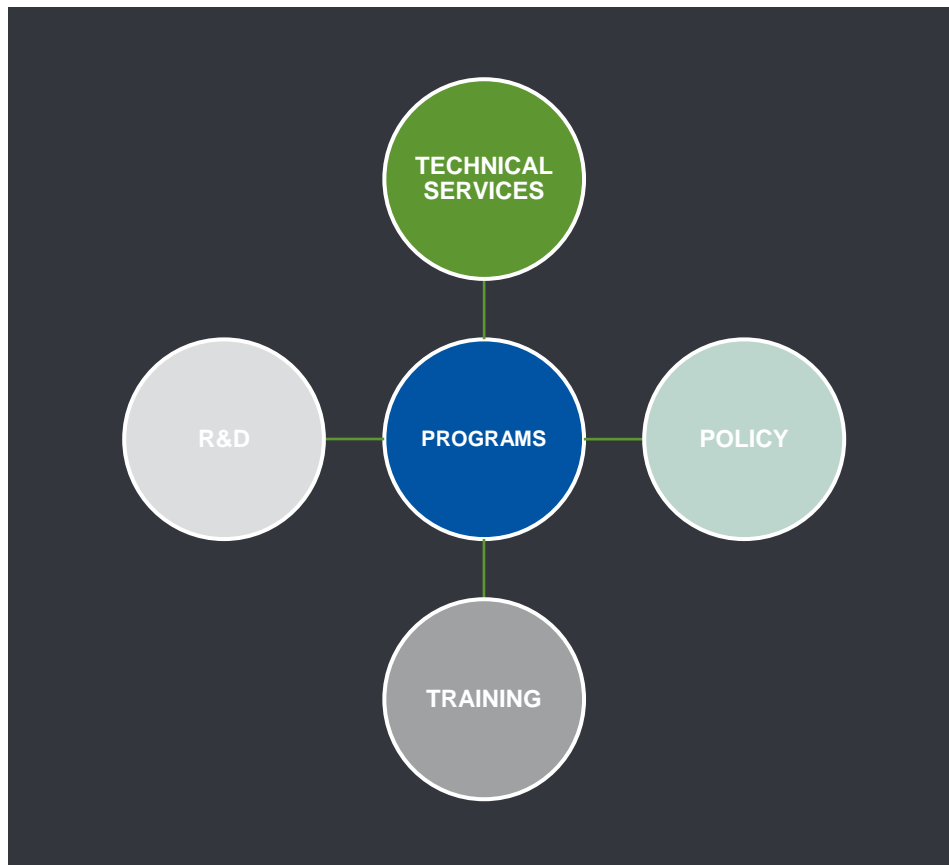 TECHNICAL
SERVICES
R&D
PROGRAMS
POLICY
TRAINING